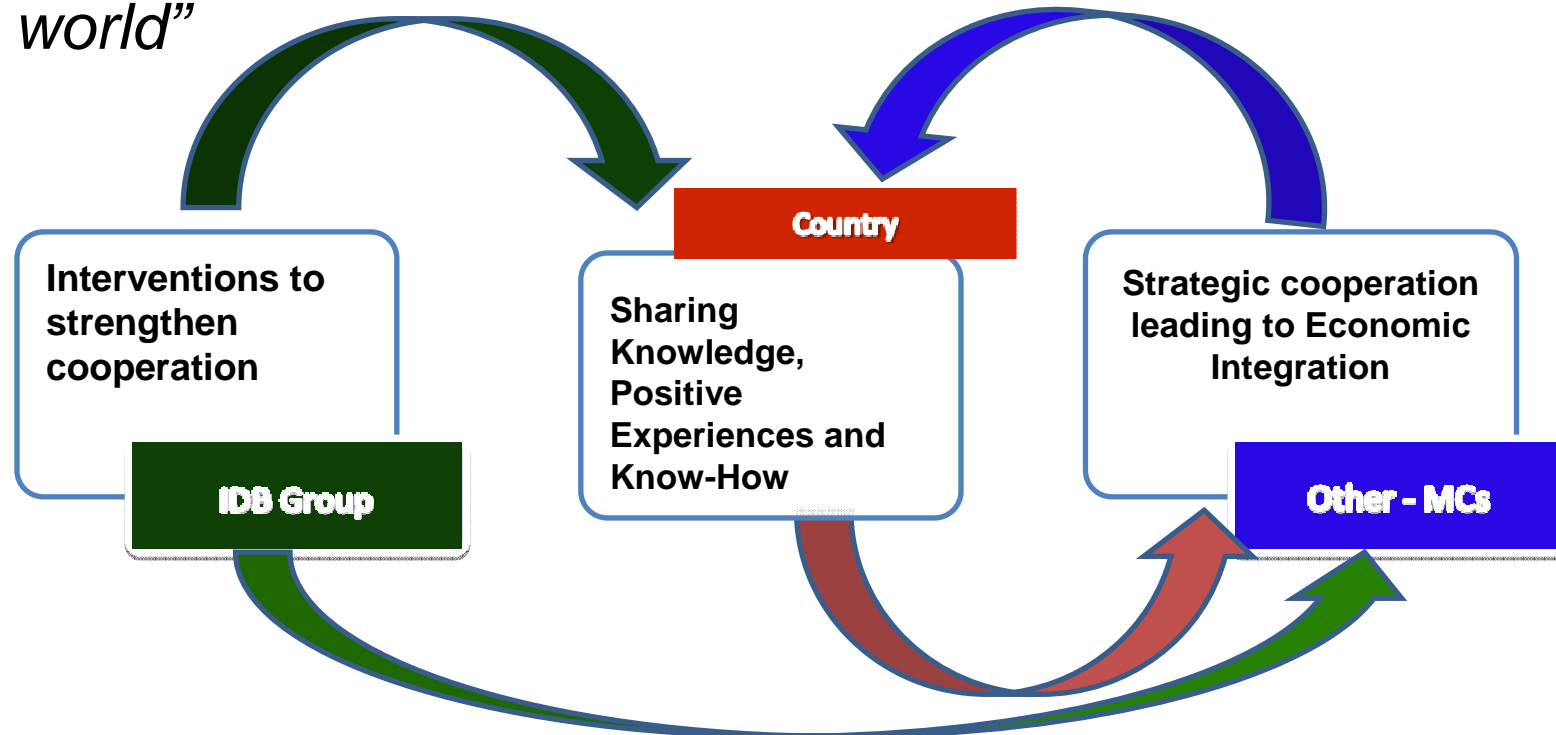 world”
Country
Interventions to
strengthen
cooperation
IDB Group
Sharing
Knowledge,
Positive
Experiences and
Know-How
Strategic cooperation
leading to Economic
Integration
Other - MCs